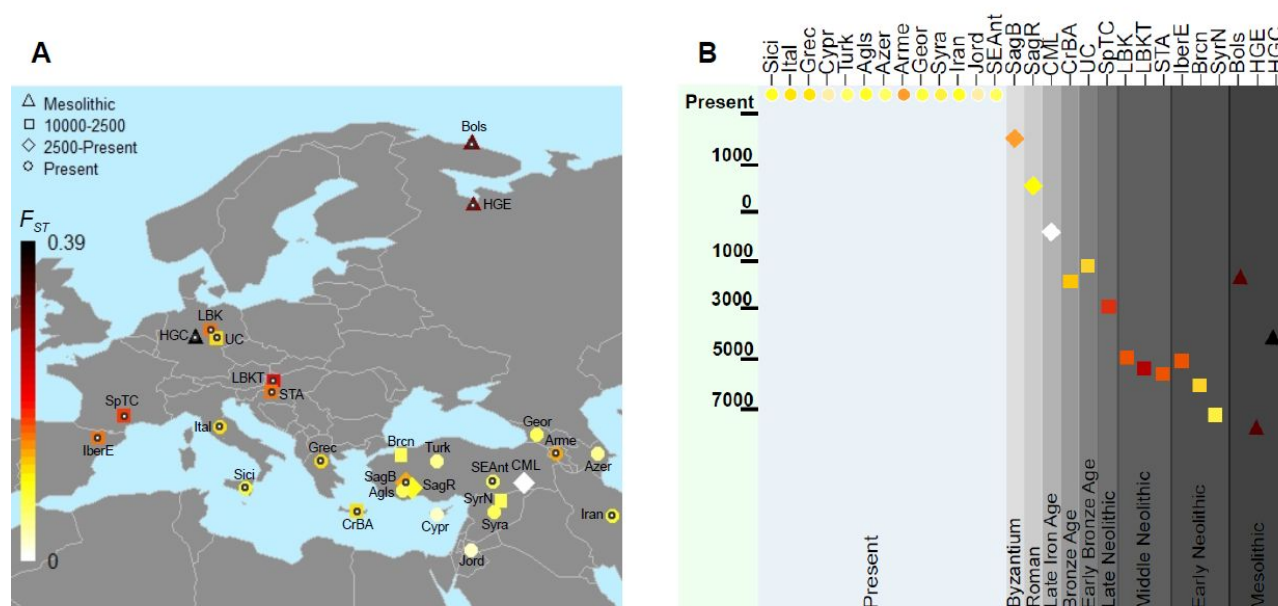 A
△ Mesolithic
□ 10000-2500
◇ 2500-Present
○ Present
FST
0.39
0
Bols
HGE
LBK
HGC
UC
LBKT
STA
SpTC
IberE
Ital
Sici
Grec
CrBA
Brcn
Turk
SagB
SagR
Agls
SEAnt
CML
SyrN
Syra
Cypr
Jord
Geor
Arme
Azer
Iran
B
Sici
Ital
Grec
Cypr
Turk
Agls
Azer
Arme
Geor
Syra
Iran
Jord
SEAnt
SagB
SagR
CML
CrBA
UC
SpTC
LBK
LBKT
STA
IberE
Brcn
SyrN
Bols
HGE
HGC
Present
1000
0
1000
3000
5000
7000
Present
Byzantium
Roman
Late Iron Age
Bronze Age
Early Bronze Age
Late Neolithic
Middle Neolithic
Early Neolithic
Mesolithic